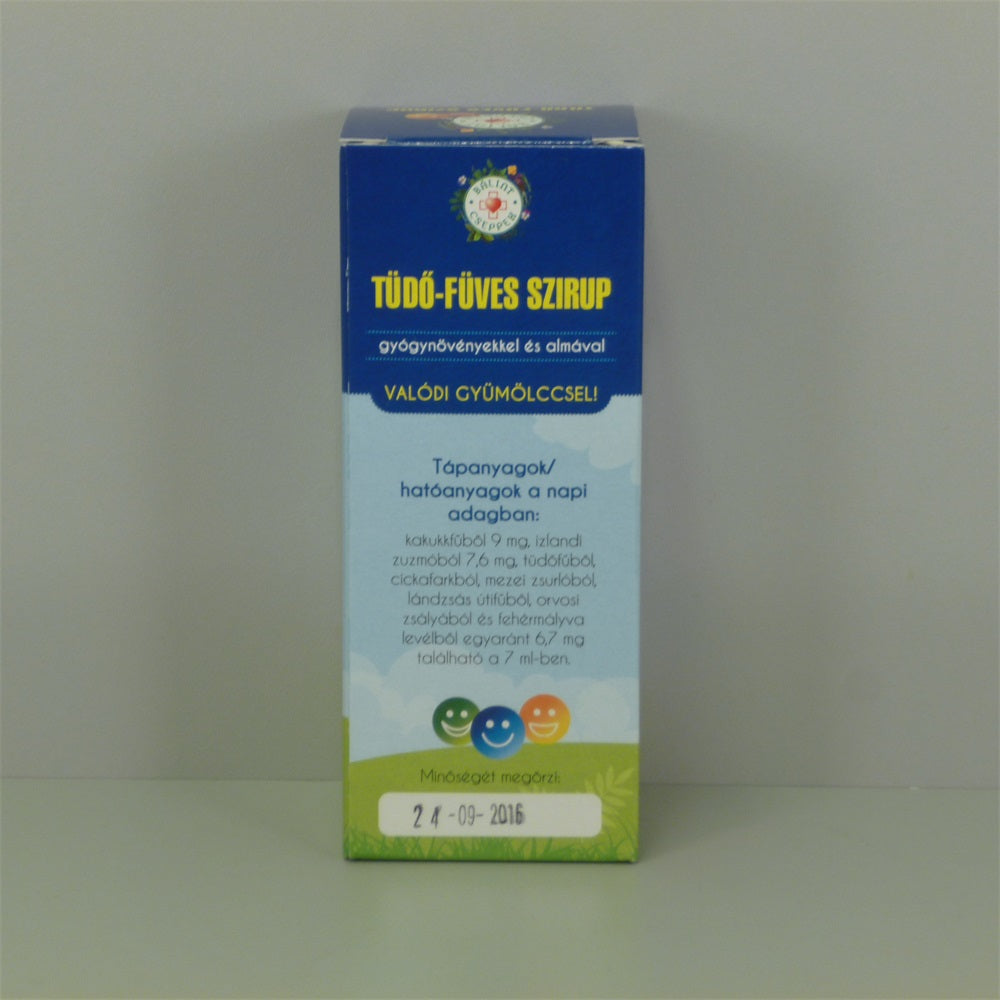 BÁLINT
CSEPPEK
TÜDŐ-FÜVES SZIRUP
gyógynövényekkel és almával
VALÓDI GYÜMÖLCCSEL!
Tápanyagok/
hatóanyagok a napi
adagban:
kakukkfűből 9 mg, izlandi
zuzmóból 7,6 mg, tüdőfűből,
cickafarkból, mezei zsurlóból,
lándzsás útifűből, orvosi
zsályából és fehérmályva
levélből egyaránt 6,7 mg
található a 7 ml-ben.
Minőségét megőrzi:
24 -09- 2016